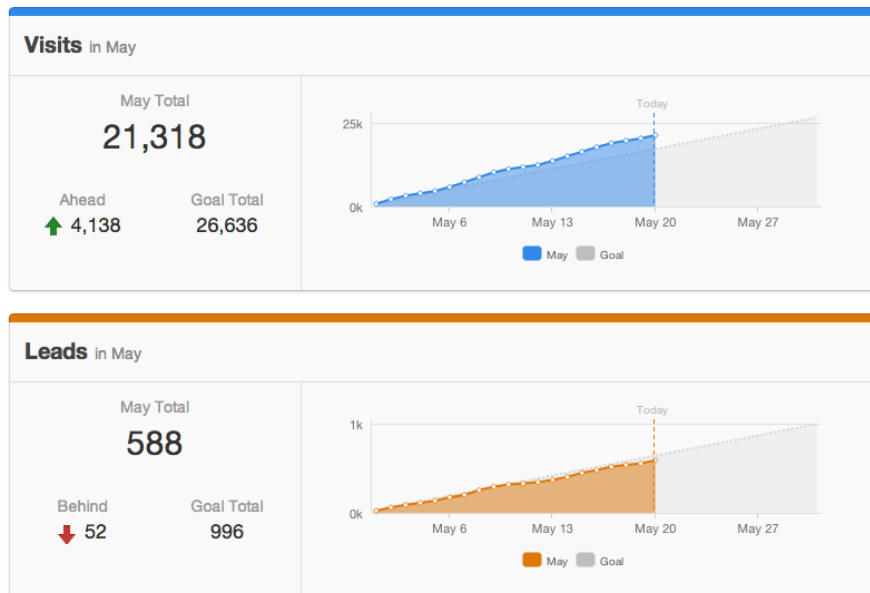 Visits in May
May Total
21,318
Ahead
4,138
Goal Total
26,636
Today
25k
0k
May 6 May 13 May 20 May 27
May Goal
Leads in May
May Total
588
Behind
52
Goal Total
996
Today
1k
0k
May 6 May 13 May 20 May 27
May Goal